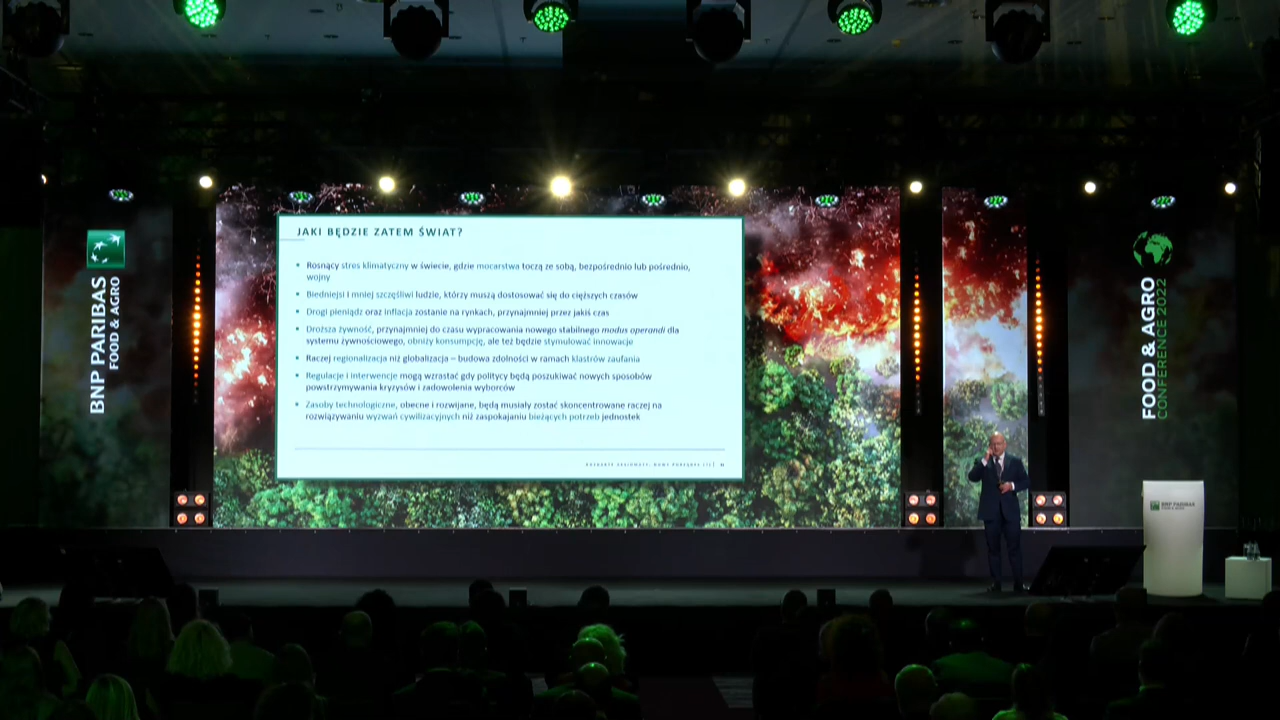 JAKI BĘDZIE ZATEM ŚWIAT?
• Rosnący stres klimatyczny w świecie, gdzie mocarstwa toczą ze sobą, bezpośrednio lub pośrednio,
wojny
• Biedniejsi i mniej szczęśliwi ludzie, którzy muszą dostosować się do cięższych czasów
• Drogi pieniądz oraz inflacja zostanie na rynkach, przynajmniej przez jakiś czas
• Droższa żywność, przynajmniej do czasu wypracowania nowego stabilnego modus operandi dla
systemu żywnościowego, obniży konsumpcję, ale też będzie stymulować innowacje
• Raczej regionalizacja niż globalizacja – budowa zdolności w ramach klastrów zaufania
• Regulacje i interwencje mogą wzrastać gdy politycy będą poszukiwać nowych sposobów
powstrzymywania kryzysów i zadowolenia wyborców
• Zasoby technologiczne, obecne i rozwijane, będą musiały zostać skoncentrowane raczej na
rozwiązywaniu wyzwań cywilizacyjnych niż zaspokajaniu bieżących potrzeb jednostek
BNP PARIBAS
FOOD & AGRO
FOOD & AGRO
CONFERENCE 2022
BNP PARIBAS